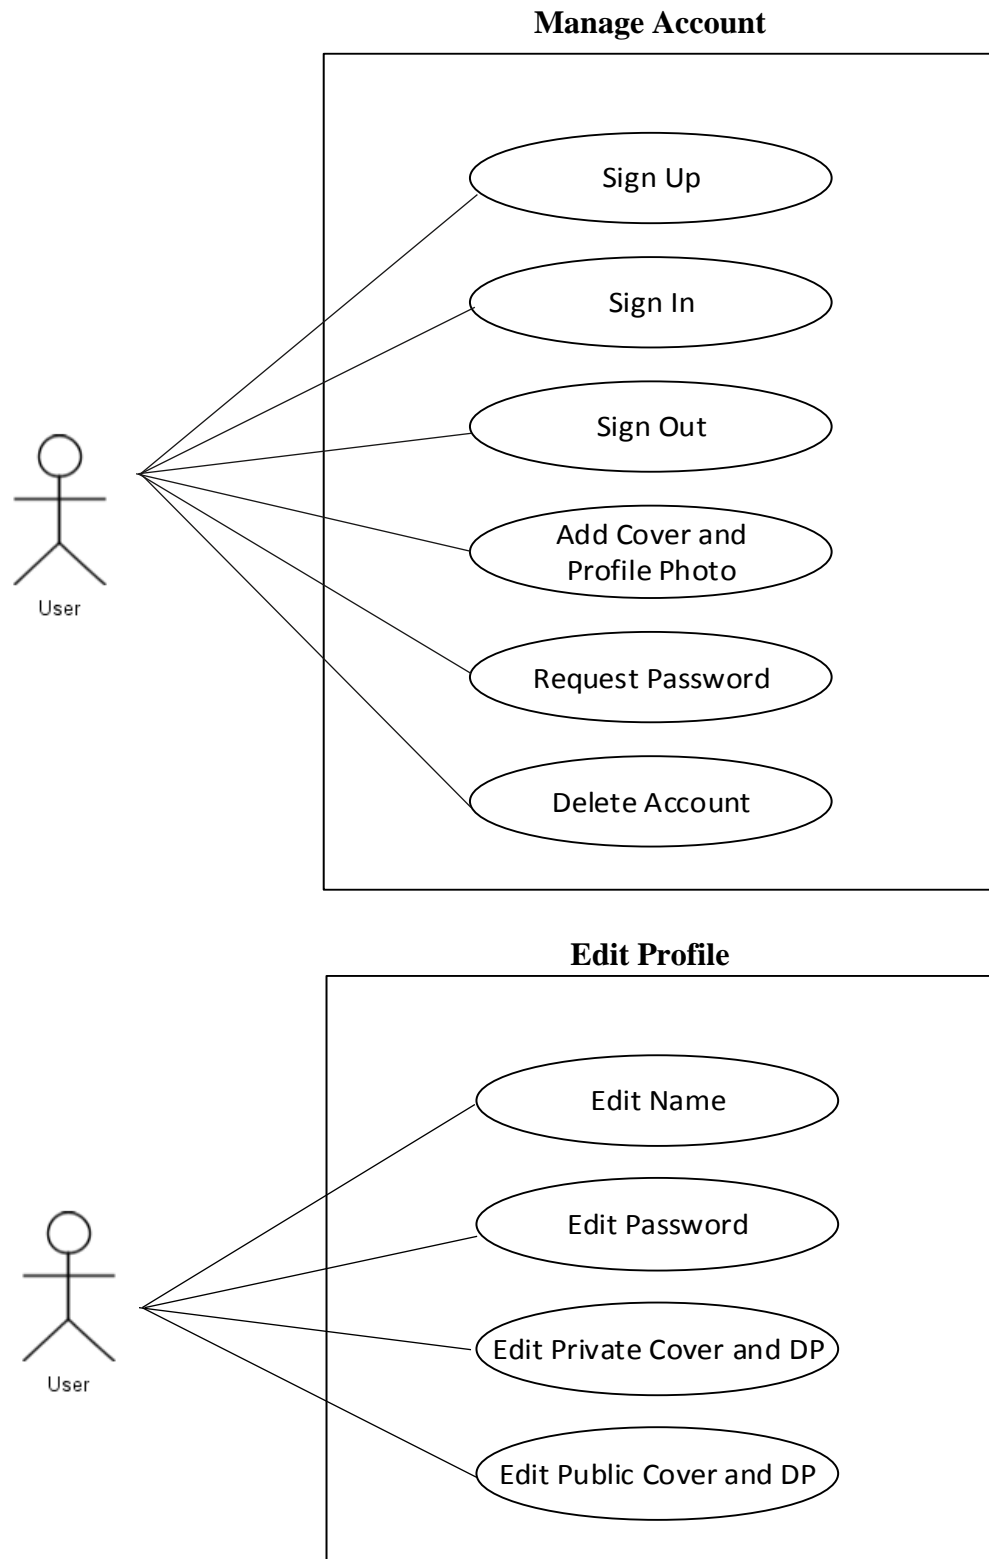 Manage Account
Sign Up
Sign In
Sign Out
Add Cover and
Profile Photo
User
Request Password
Delete Account
Edit Profile
Edit Name
Edit Password
Edit Private Cover and DP
User
Edit Public Cover and DP